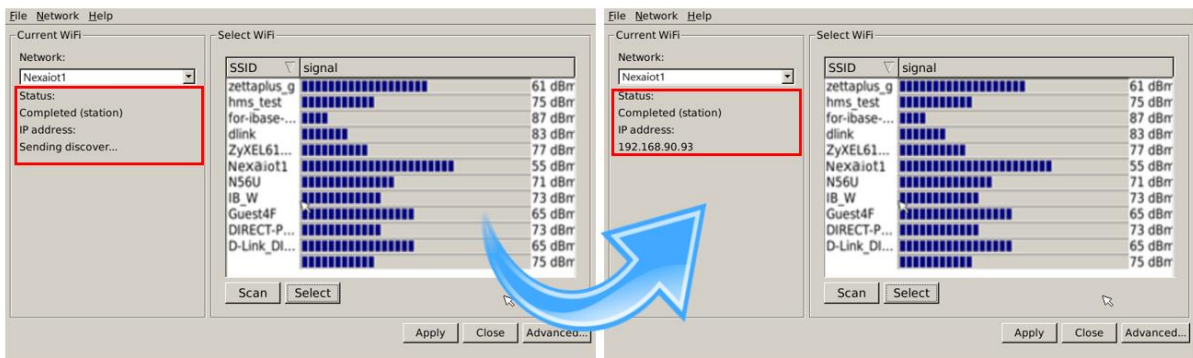 File Network Help
Current WiFi
Network:
Nexaiot1
Status:
Completed (station)
IP address:
Sending discover...
Select WiFi
SSID signal
zettaplus_g 61 dBm
hms_test 75 dBm
for-ibase-... 87 dBm
dlink 83 dBm
ZyXEL61... 77 dBm
Nexaiot1 55 dBm
N56U 71 dBm
IB_W 73 dBm
Guest4F 65 dBm
DIRECT-P... 73 dBm
D-Link_DI... 65 dBm
75 dBm
Scan Select
Apply Close Advanced...
File Network Help
Current WiFi
Network:
Nexaiot1
Status:
Completed (station)
IP address:
192.168.90.93
Select WiFi
SSID signal
zettaplus_g 61 dBm
hms_test 75 dBm
for-ibase-... 87 dBm
dlink 83 dBm
ZyXEL61... 77 dBm
Nexaiot1 55 dBm
N56U 71 dBm
IB_W 73 dBm
Guest4F 65 dBm
DIRECT-P... 73 dBm
D-Link_DI... 65 dBm
75 dBm
Scan Select
Apply Close Advanced...